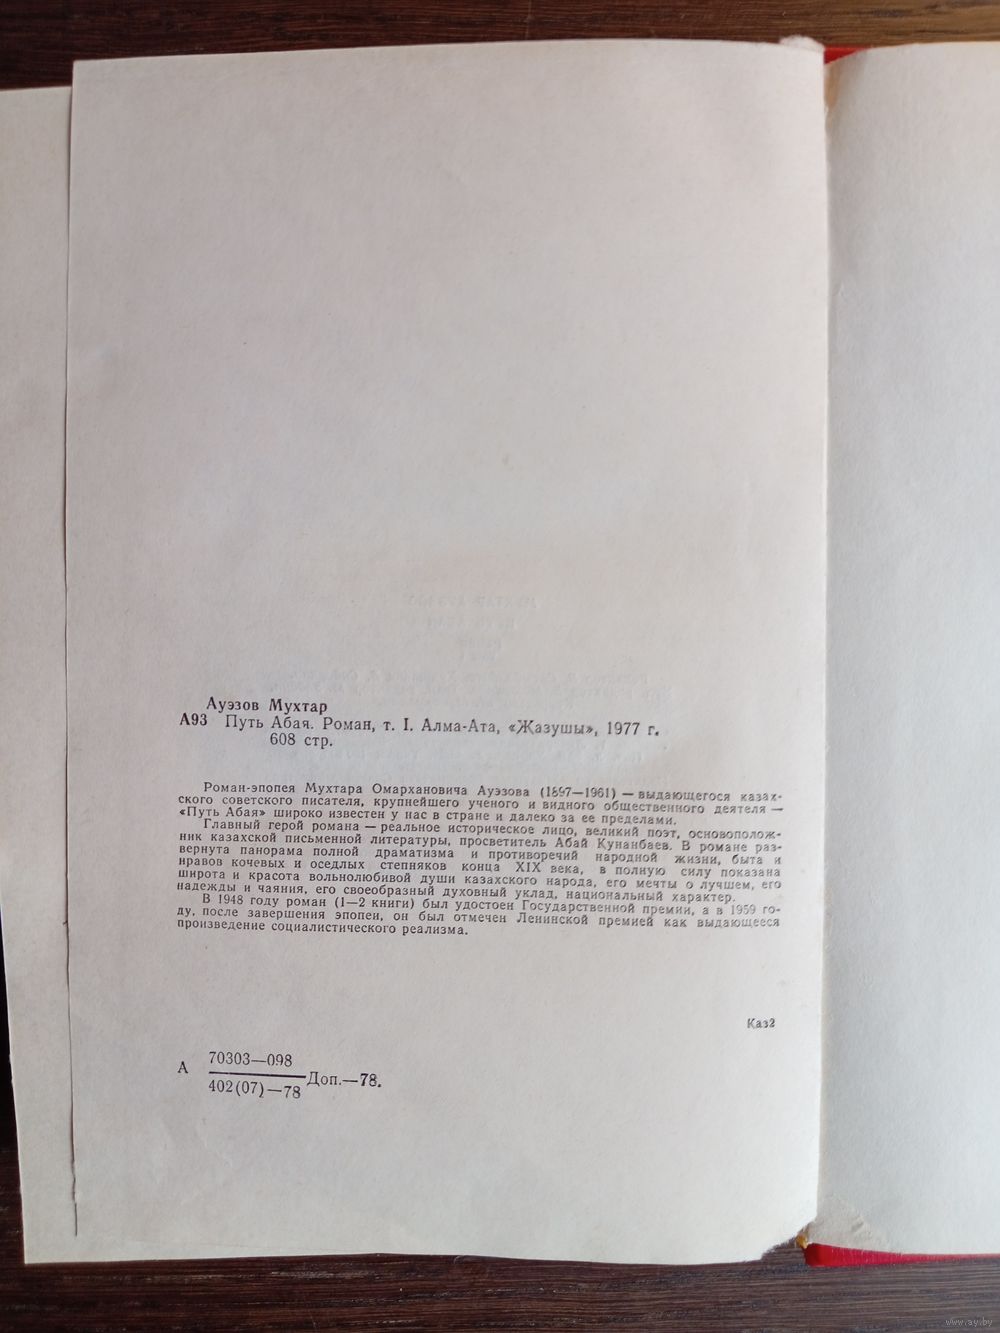 Ауэзов Мухтар
А93 Путь Абая. Роман, т. I. Алма-Ата, «Жазушы», 1977 г.
608 стр.
Роман-эпопея Мухтара Омархановича Ауэзова (1897—1961) — выдающегося казах-
ского советского писателя, крупнейшего ученого и видного общественного деятеля —
«Путь Абая» широко известен у нас в стране и далеко за ее пределами.
Главный герой романа — реальное историческое лицо, великий поэт, основополож-
ник казахской письменной литературы, просветитель Абай Кунанбаев. В романе раз-
вернута панорама полной драматизма и противоречий народной жизни, быта и
нравов кочевых и оседлых степняков конца XIX века, в полную силу показана
широта и красота вольнолюбивой души казахского народа, его мечты о лучшем, его
надежды и чаяния, его своеобразный духовный уклад, национальный характер.
В 1948 году роман (1—2 книги) был удостоен Государственной премии, а в 1959 го-
ду, после завершения эпопеи, он был отмечен Ленинской премией как выдающееся
произведение социалистического реализма.
Каз2
А 70303—098
402(07)—78 Доп.—78.
www.ay.by